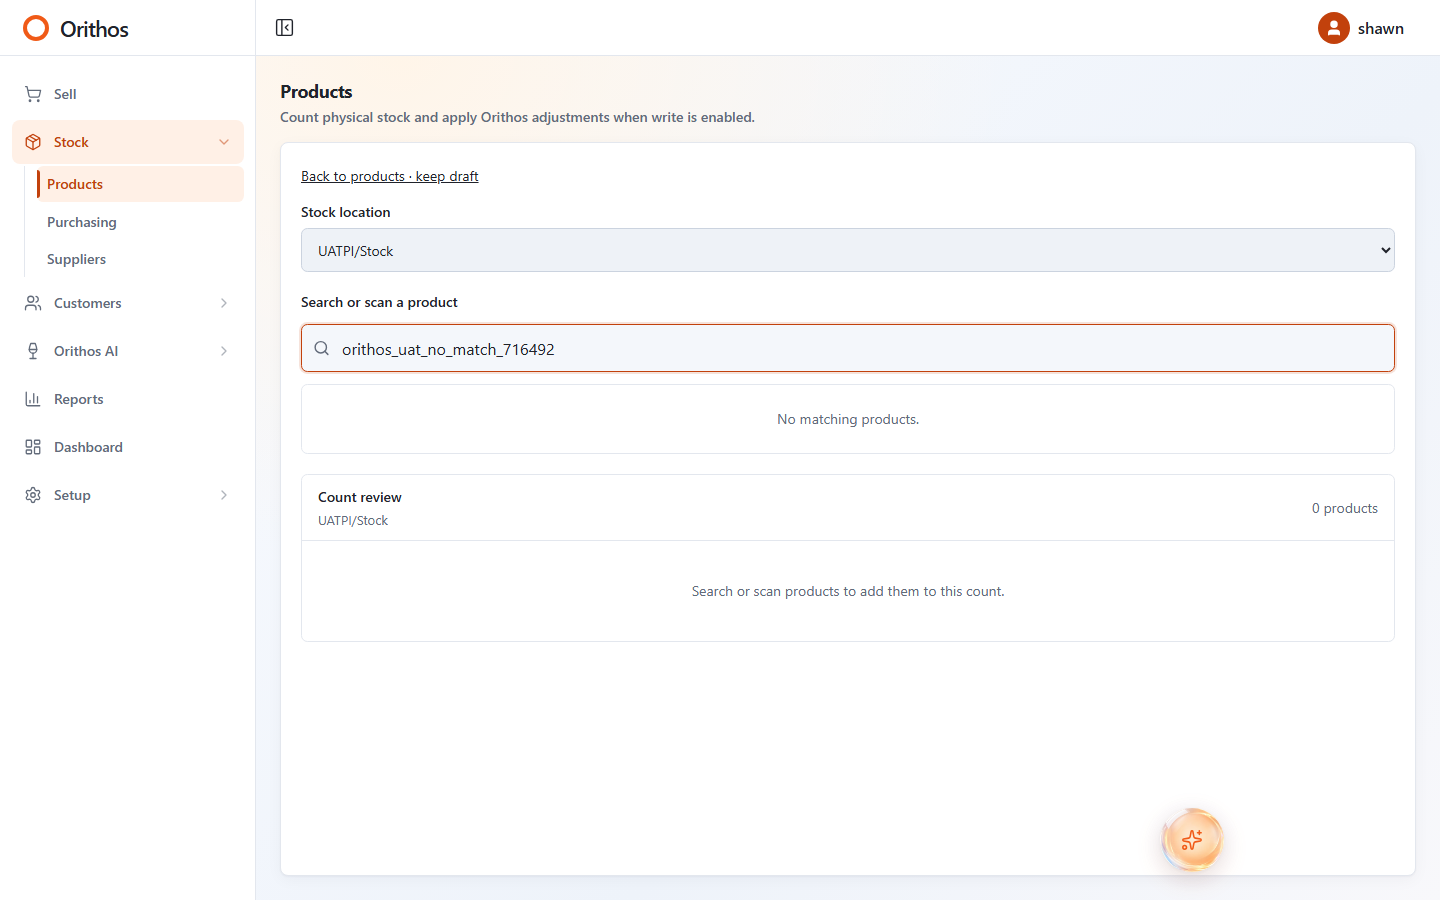 Orithos
shawn
Sell
Stock
Products
Purchasing
Suppliers
Customers
Orithos AI
Reports
Dashboard
Setup
Products
Count physical stock and apply Orithos adjustments when write is enabled.
Back to products · keep draft
Stock location
UATPI/Stock
Search or scan a product
orithos_uat_no_match_716492
No matching products.
Count review
UATPI/Stock
0 products
Search or scan products to add them to this count.